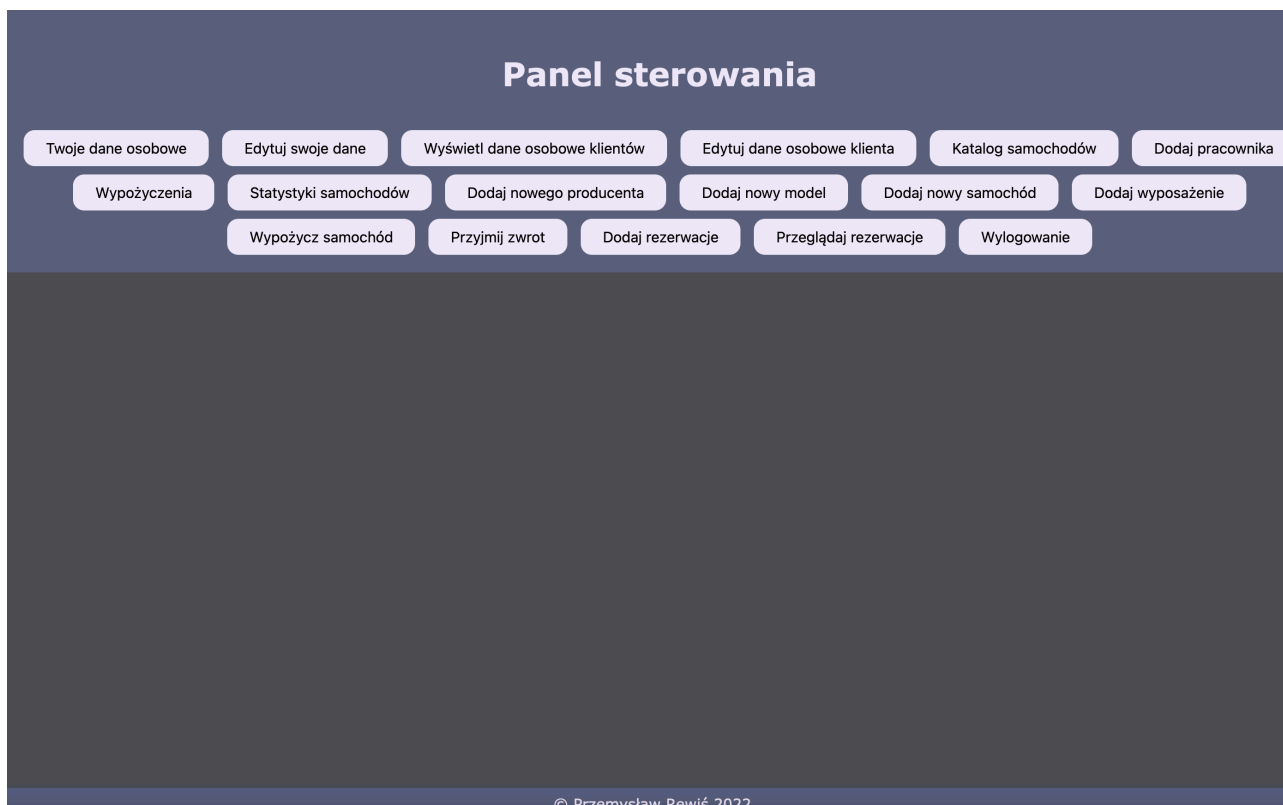 Panel sterowania
Twoje dane osobowe Edytuj swoje dane Wyświetl dane osobowe klientów Edytuj dane osobowe klienta Katalog samochodów Dodaj pracownika
Wypożyczenia Statystyki samochodów Dodaj nowego producenta Dodaj nowy model Dodaj nowy samochód Dodaj wyposażenie
Wypożycz samochód Przyjmij zwrot Dodaj rezerwacje Przeglądaj rezerwacje Wylogowanie
© Przemysław Rewiś 2022